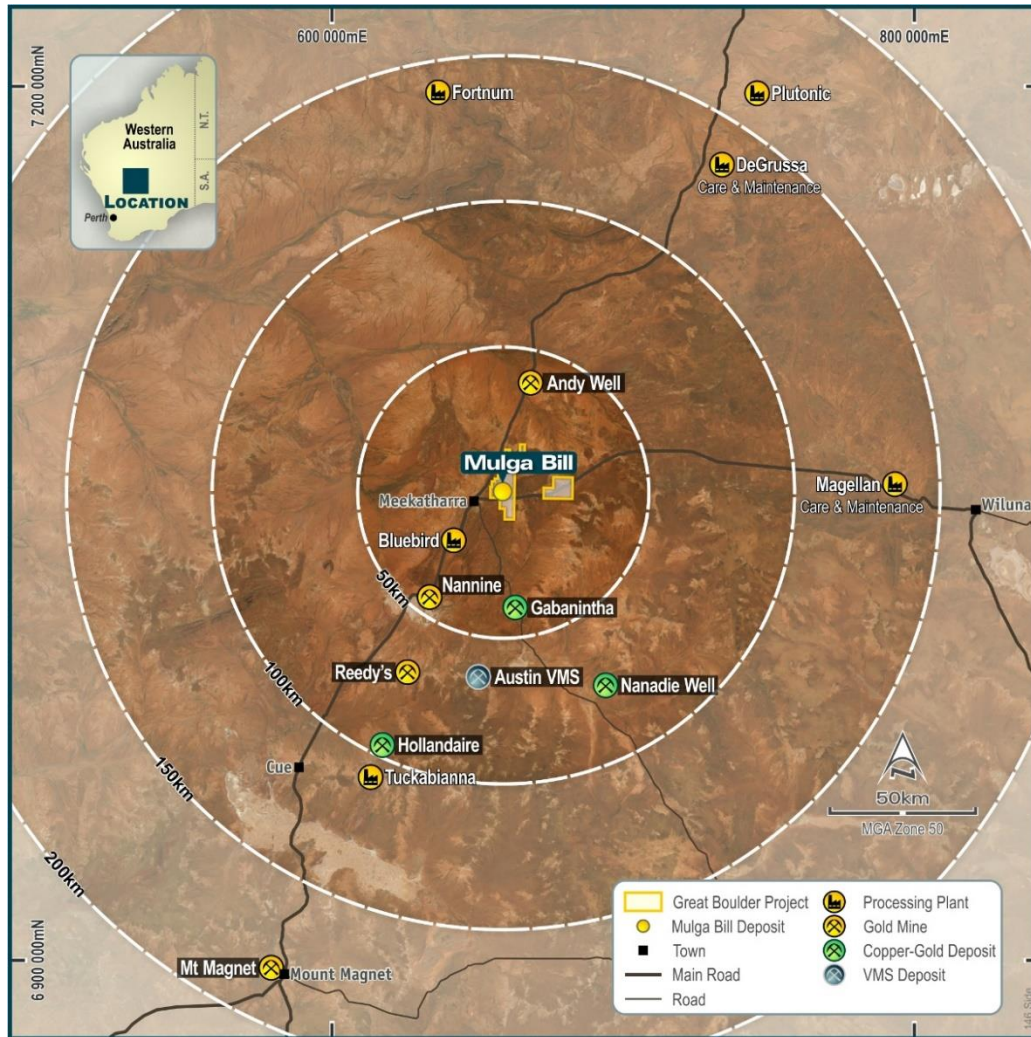 600 000mE
800 000mE
7 200 000mN
Western
Australia
N.T.
S.A.
LOCATION
Perth
Fortnum
Plutonic
DeGrussa
Care & Maintenance
Andy Well
Mulga Bill
Meekatharra
Magellan
Care & Maintenance
Wiluna
Bluebird
Nannine
50km
Gabanintha
Reedy's
Austin VMS
Nanadie Well
100km
Hollandaire
Cue
Tuckabianna
150km
N
50km
MGA Zone 50
200km
Great Boulder Project
Mulga Bill Deposit
Town
Main Road
Road
Processing Plant
Gold Mine
Copper-Gold Deposit
VMS Deposit
6 900 000mN
Mt Magnet
Mount Magnet